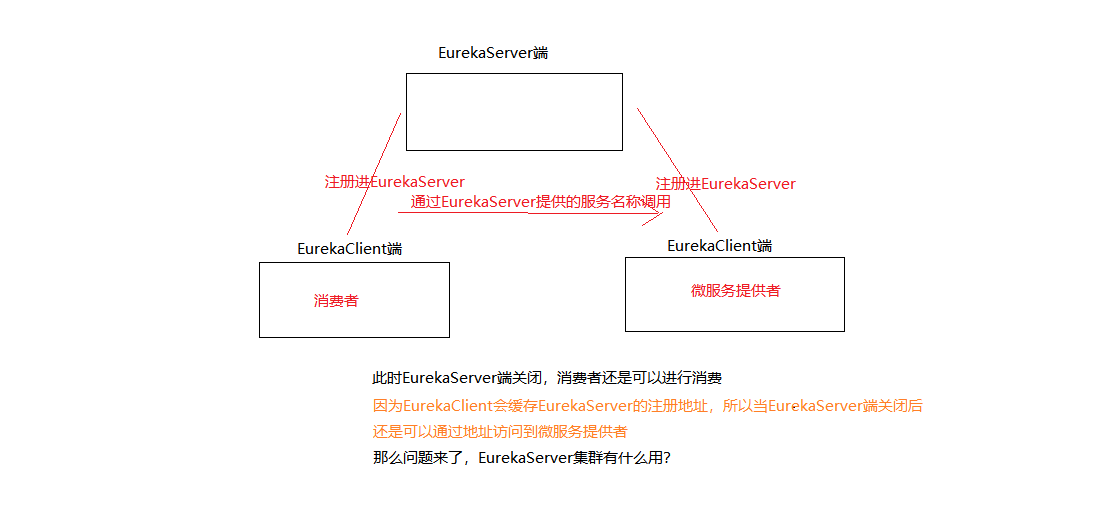 EurekaServer端
注册进EurekaServer
注册进EurekaServer
通过EurekaServer提供的服务名称调用
EurekaClient端
EurekaClient端
消费者
微服务提供者
此时EurekaServer端关闭，消费者还是可以进行消费
因为EurekaClient会缓存EurekaServer的注册地址，所以当EurekaServer端关闭后
还是可以通过地址访问到微服务提供者
那么问题来了，EurekaServer集群有什么用？